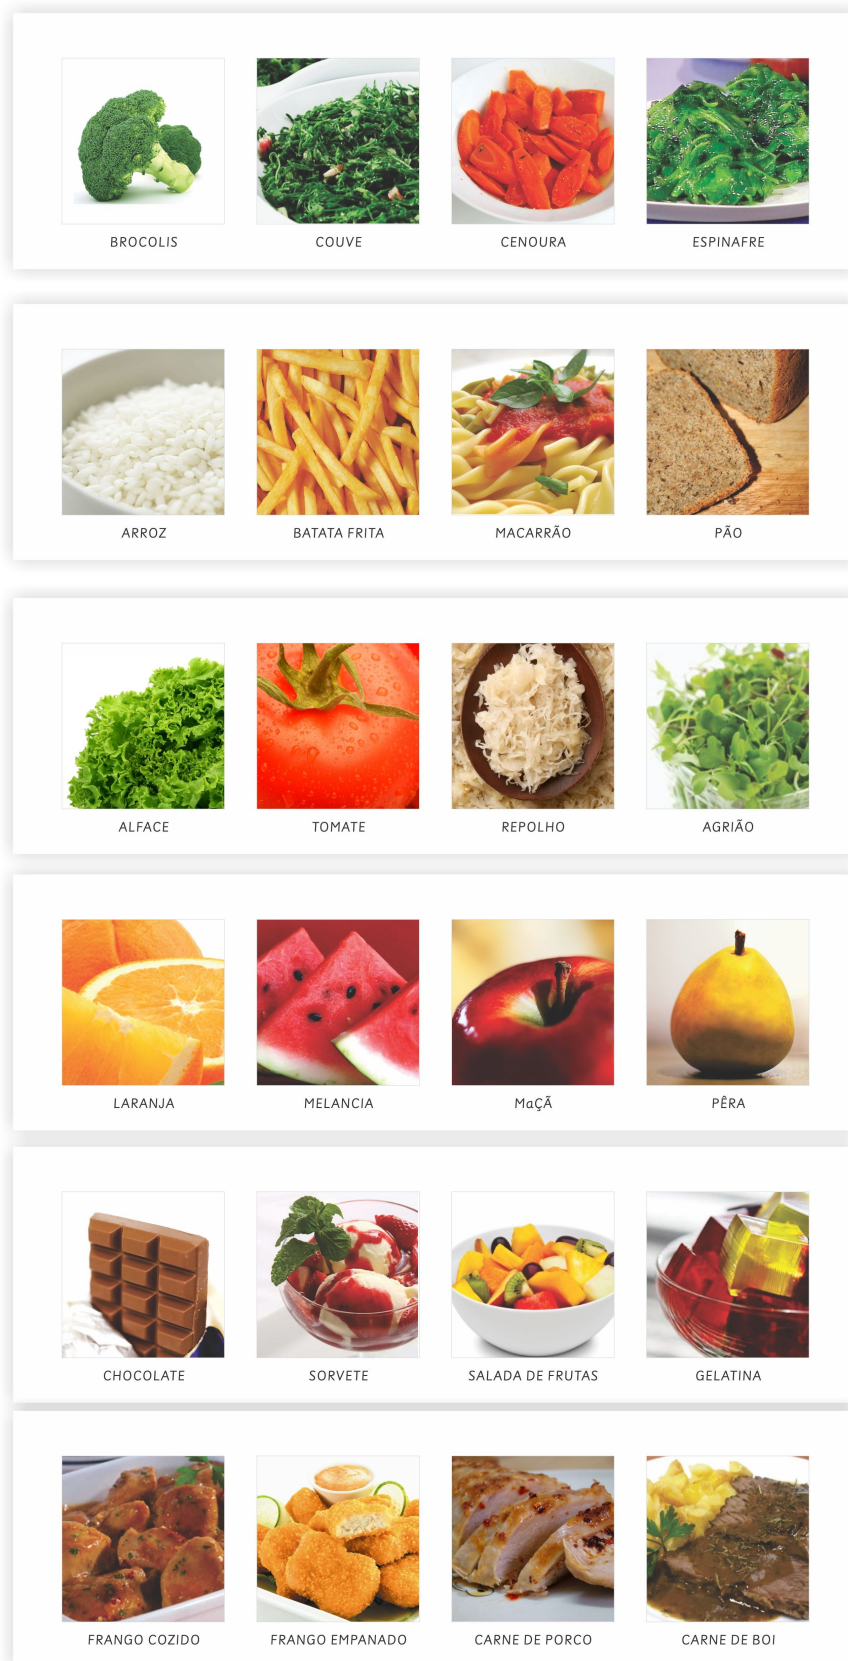 BROCOLIS COUVE CENOURA ESPINAFRE
ARROZ BATATA FRITA MACARRÃO PÃO
ALFACE TOMATE REPOLHO AGRIÃO
LARANJA MELANCIA MaÇÃ PÊRA
CHOCOLATE SORVETE SALADA DE FRUTAS GELATINA
FRANGO COZIDO FRANGO EMPANADO CARNE DE PORCO CARNE DE BOI